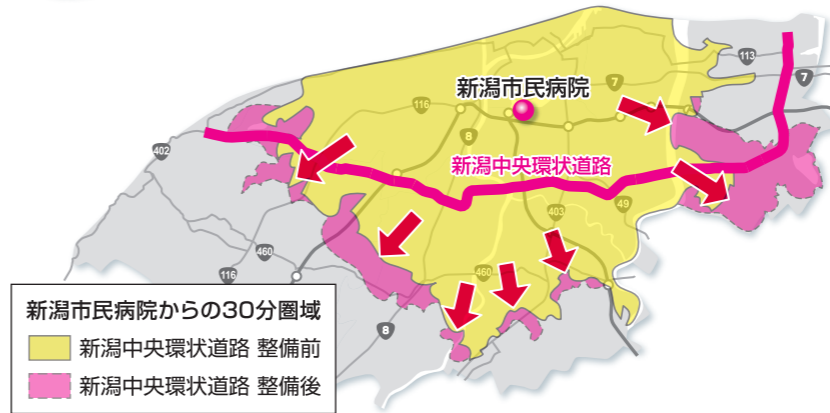 113
7
7
新潟市民病院
116
8
402
新潟中央環状道路
49
403
460
460
116
8
新潟市民病院からの30分圏域
新潟中央環状道路 整備前
新潟中央環状道路 整備後